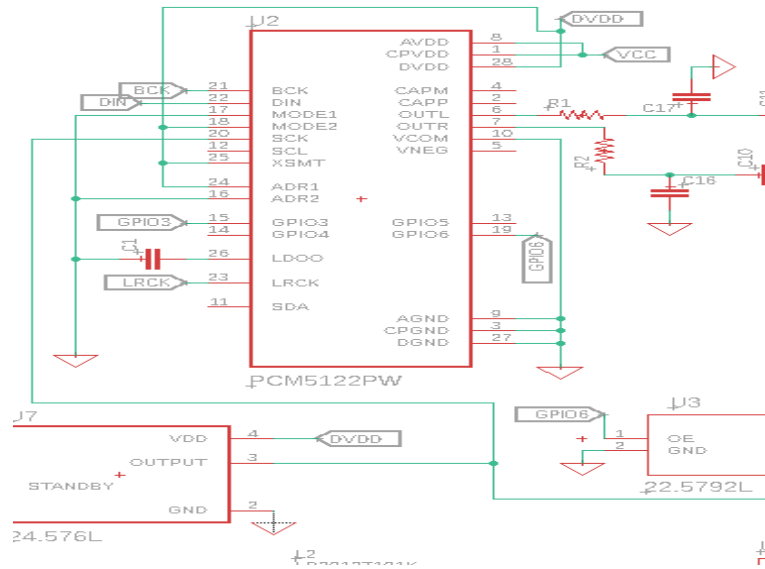 U2
DVDD
AVDD 8
CPVDD 1
VCC
DVDD 28
BCK 21 BCK
CAPM 4
DIN 22 DIN
CAPP 2
17 MODE1
OUTL 6
R1
C17
18 MODE2
OUTR 7
20 SCK
VCOM 10
12 SCL
VNEG 5
R2
C10
25 XSMT
C16
24 ADR1
16 ADR2
GPIO3 15 GPIO3
GPIO5 13
14 GPIO4
GPIO6 19
GPIO6
C1
26 LDOO
LRCK 23 LRCK
11 SDA
AGND 9
CPGND 3
DGND 27
PCM5122PW
U7
GPIO6
U3
VDD 4
DVDD
1 OE
2 GND
OUTPUT 3
STANDBY
22.5792L
GND 2
24.576L
L2